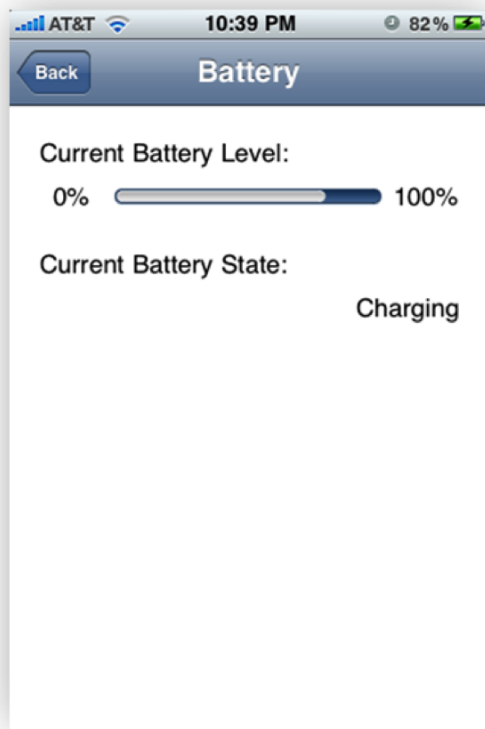 AT&T 10:39 PM 82%
Back Battery
Current Battery Level:
0% 100%
Current Battery State:
Charging